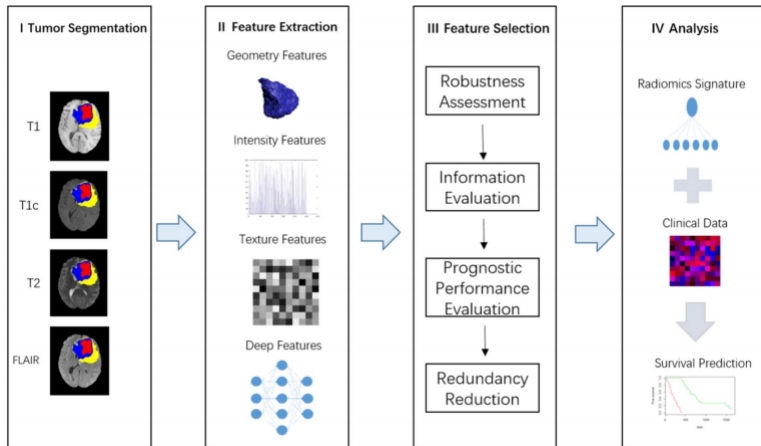 I Tumor Segmentation
T1
T1c
T2
FLAIR
II Feature Extraction
Geometry Features
Intensity Features
Texture Features
Deep Features
III Feature Selection
Robustness
Assessment
Information
Evaluation
Prognostic
Performance
Evaluation
Redundancy
Reduction
IV Analysis
Radiomics Signature
Clinical Data
Survival Prediction